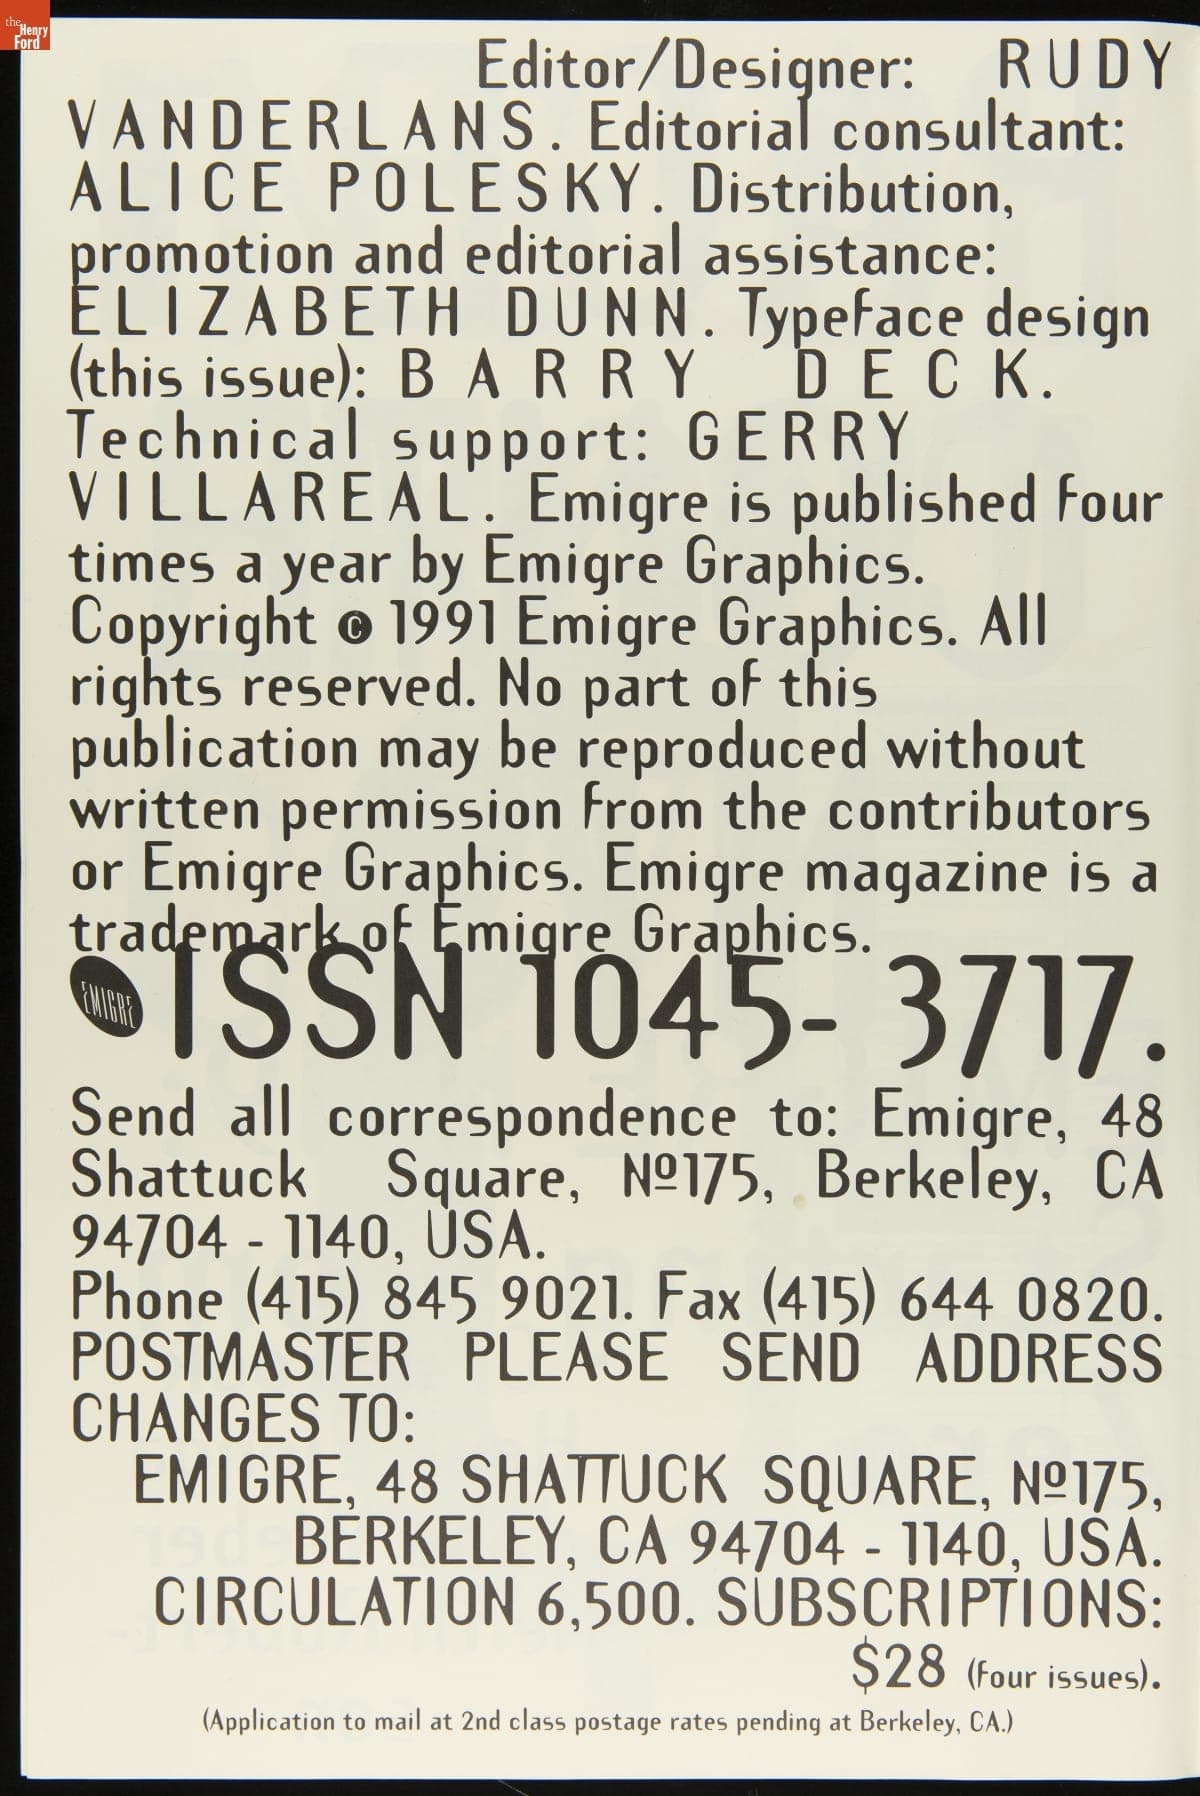 the Henry Ford
Editor/Designer: RUDY
VANDERLANS. Editorial consultant:
ALICE POLESKY. Distribution,
promotion and editorial assistance:
ELIZABETH DUNN. Typeface design
(this issue): BARRY DECK.
Technical support: GERRY
VILLAREAL. Emigre is published four
times a year by Emigre Graphics.
Copyright © 1991 Emigre Graphics. All
rights reserved. No part of this
publication may be reproduced without
written permission from the contributors
or Emigre Graphics. Emigre magazine is a
trademark of Emigre Graphics.
EMIGRE ISSN 1045- 3717.
Send all correspondence to: Emigre, 48
Shattuck Square, Nº175, Berkeley, CA
94704 - 1140, USA.
Phone (415) 845 9021. Fax (415) 644 0820.
POSTMASTER PLEASE SEND ADDRESS
CHANGES TO:
EMIGRE, 48 SHATTUCK SQUARE, Nº175,
BERKELEY, CA 94704 - 1140, USA.
CIRCULATION 6,500. SUBSCRIPTIONS:
$28 (four issues).
(Application to mail at 2nd class postage rates pending at Berkeley, CA.)